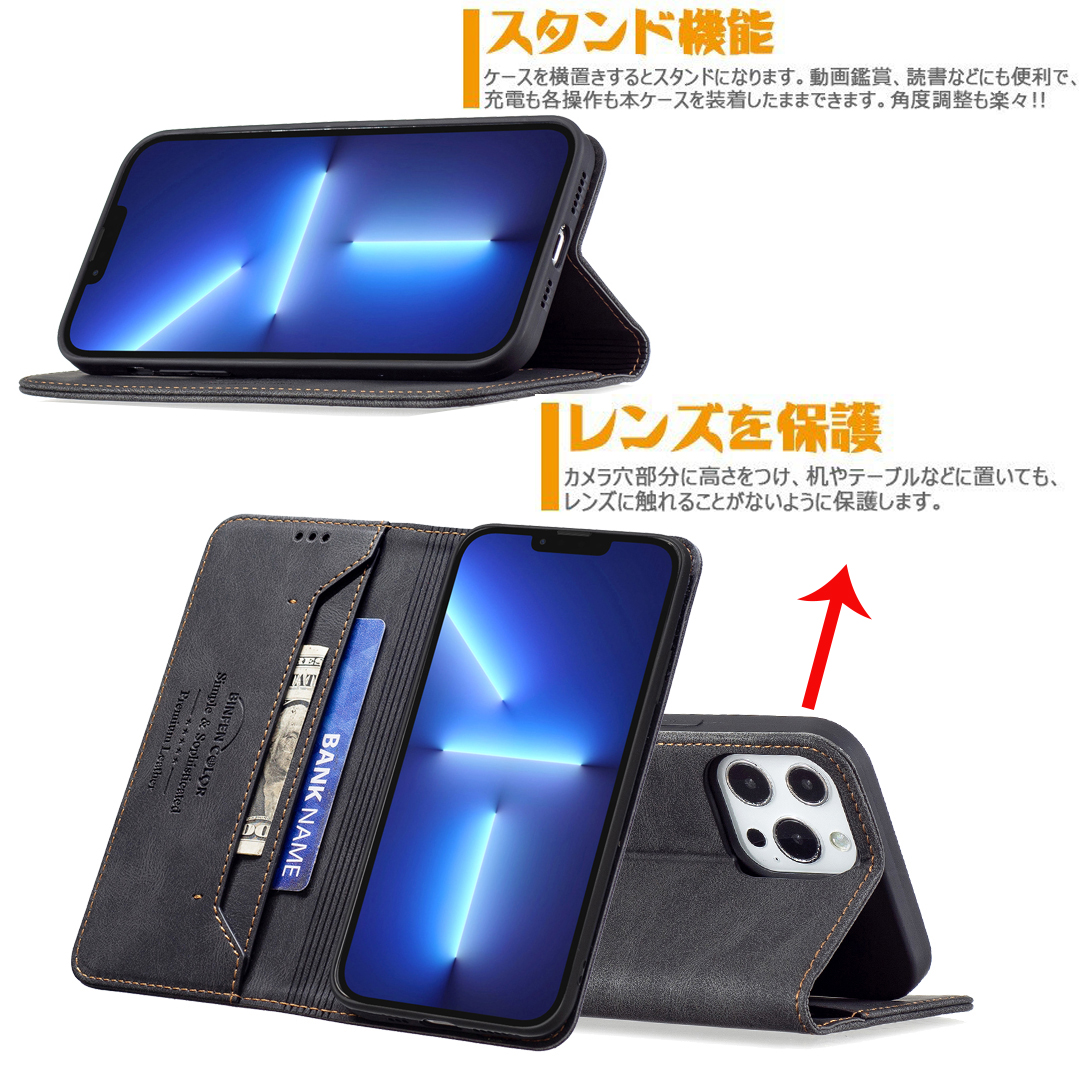 スタンド機能
ケースを横置きするとスタンドになります。動画鑑賞、読書などにも便利で、
充電も各操作も本ケースを装着したままできます。角度調整も楽々!!
レンズを保護
カメラ穴部分に高さをつけ、机やテーブルなどに置いても、
レンズに触れることがないように保護します。
BINFEN COLOR
Simple & Sophisticated
Premium Leather
BANK NAME